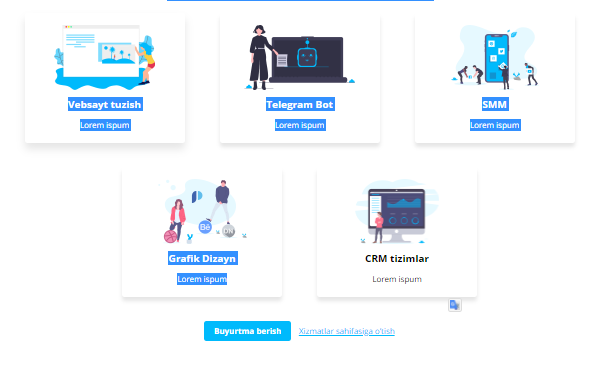 Vebsayt tuzish
Lorem ispum
Telegram Bot
Lorem ispum
SMM
Lorem ispum
Grafik Dizayn
Lorem ispum
CRM tizimlar
Lorem ispum
Buyurtma berish
Xizmatlar sahifasiga o'tish